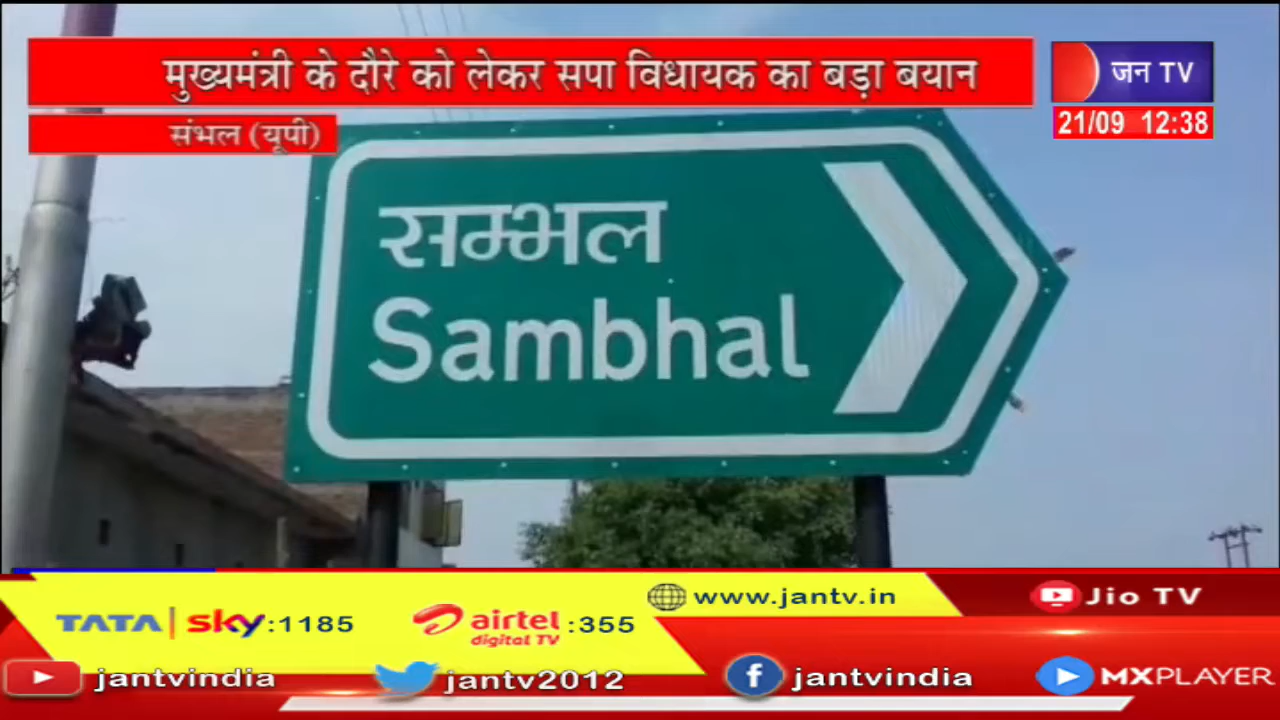 मुख्यमंत्री के दौरे को लेकर सपा विधायक का बड़ा बयान
जन TV
संभल (यूपी)
21/09 12:38
सम्भल
Sambhal
www.jantv.in
Jio TV
TATA sky:1185
airtel digital TV :355
jantvindia
jantv2012
jantvindia
MXPLAYER